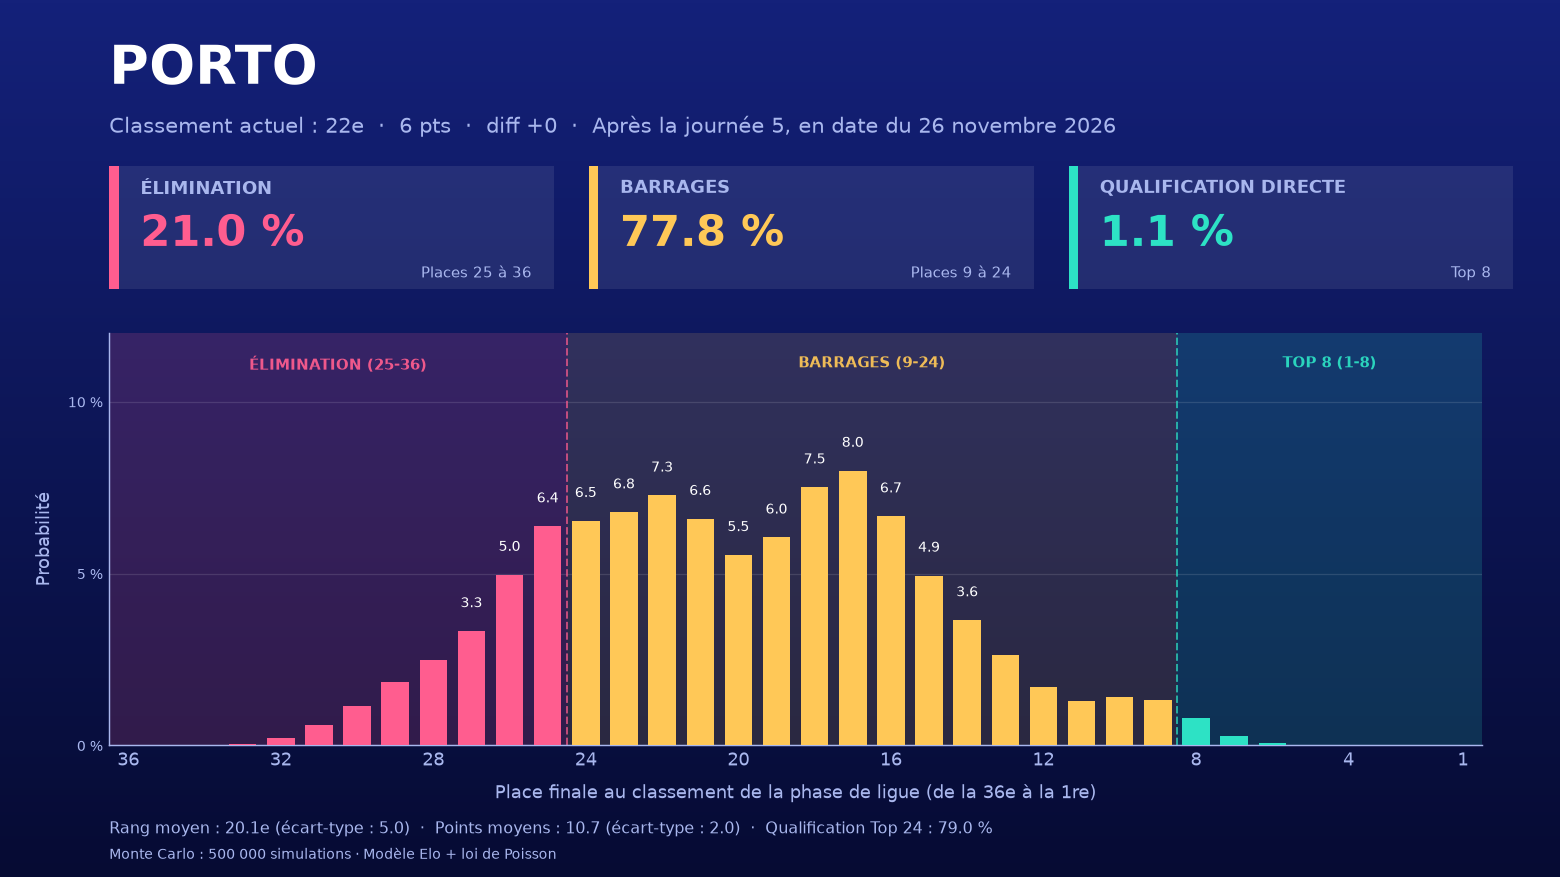 PORTO
Classement actuel : 22e · 6 pts · diff +0 · Après la journée 5, en date du 26 novembre 2026
ÉLIMINATION
21.0 %
Places 25 à 36
BARRAGES
77.8 %
Places 9 à 24
QUALIFICATION DIRECTE
1.1 %
Top 8
ÉLIMINATION (25-36)
BARRAGES (9-24)
TOP 8 (1-8)
Probabilité
10 %
5 %
0 %
3.3
5.0
6.4
6.5
6.8
7.3
6.6
5.5
6.0
7.5
8.0
6.7
4.9
3.6
36 32 28 24 20 16 12 8 4 1
Place finale au classement de la phase de ligue (de la 36e à la 1re)
Rang moyen : 20.1e (écart-type : 5.0) · Points moyens : 10.7 (écart-type : 2.0) · Qualification Top 24 : 79.0 %
Monte Carlo : 500 000 simulations · Modèle Elo + loi de Poisson